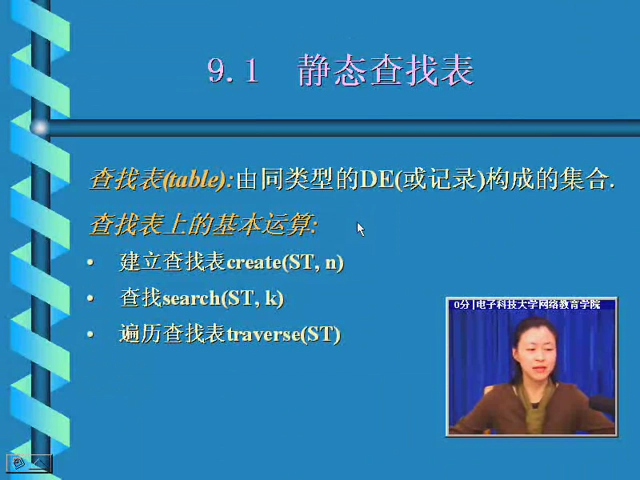 9.1 静态查找表
查找表(table):由同类型的DE(或记录)构成的集合.
查找表上的基本运算:
• 建立查找表create(ST, n)
• 查找search(ST, k)
• 遍历查找表traverse(ST)
0分|电子科技大学网络教育学院